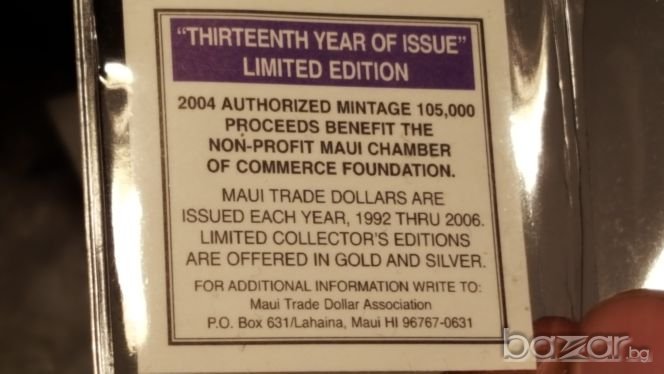 "THIRTEENTH YEAR OF ISSUE"
LIMITED EDITION
2004 AUTHORIZED MINTAGE 105,000
PROCEEDS BENEFIT THE
NON-PROFIT MAUI CHAMBER
OF COMMERCE FOUNDATION.
MAUI TRADE DOLLARS ARE
ISSUED EACH YEAR, 1992 THRU 2006.
LIMITED COLLECTOR'S EDITIONS
ARE OFFERED IN GOLD AND SILVER.
FOR ADDITIONAL INFORMATION WRITE TO:
Maui Trade Dollar Association
P.O. Box 631/Lahaina, Maui HI 96767-0631
bazar.bg